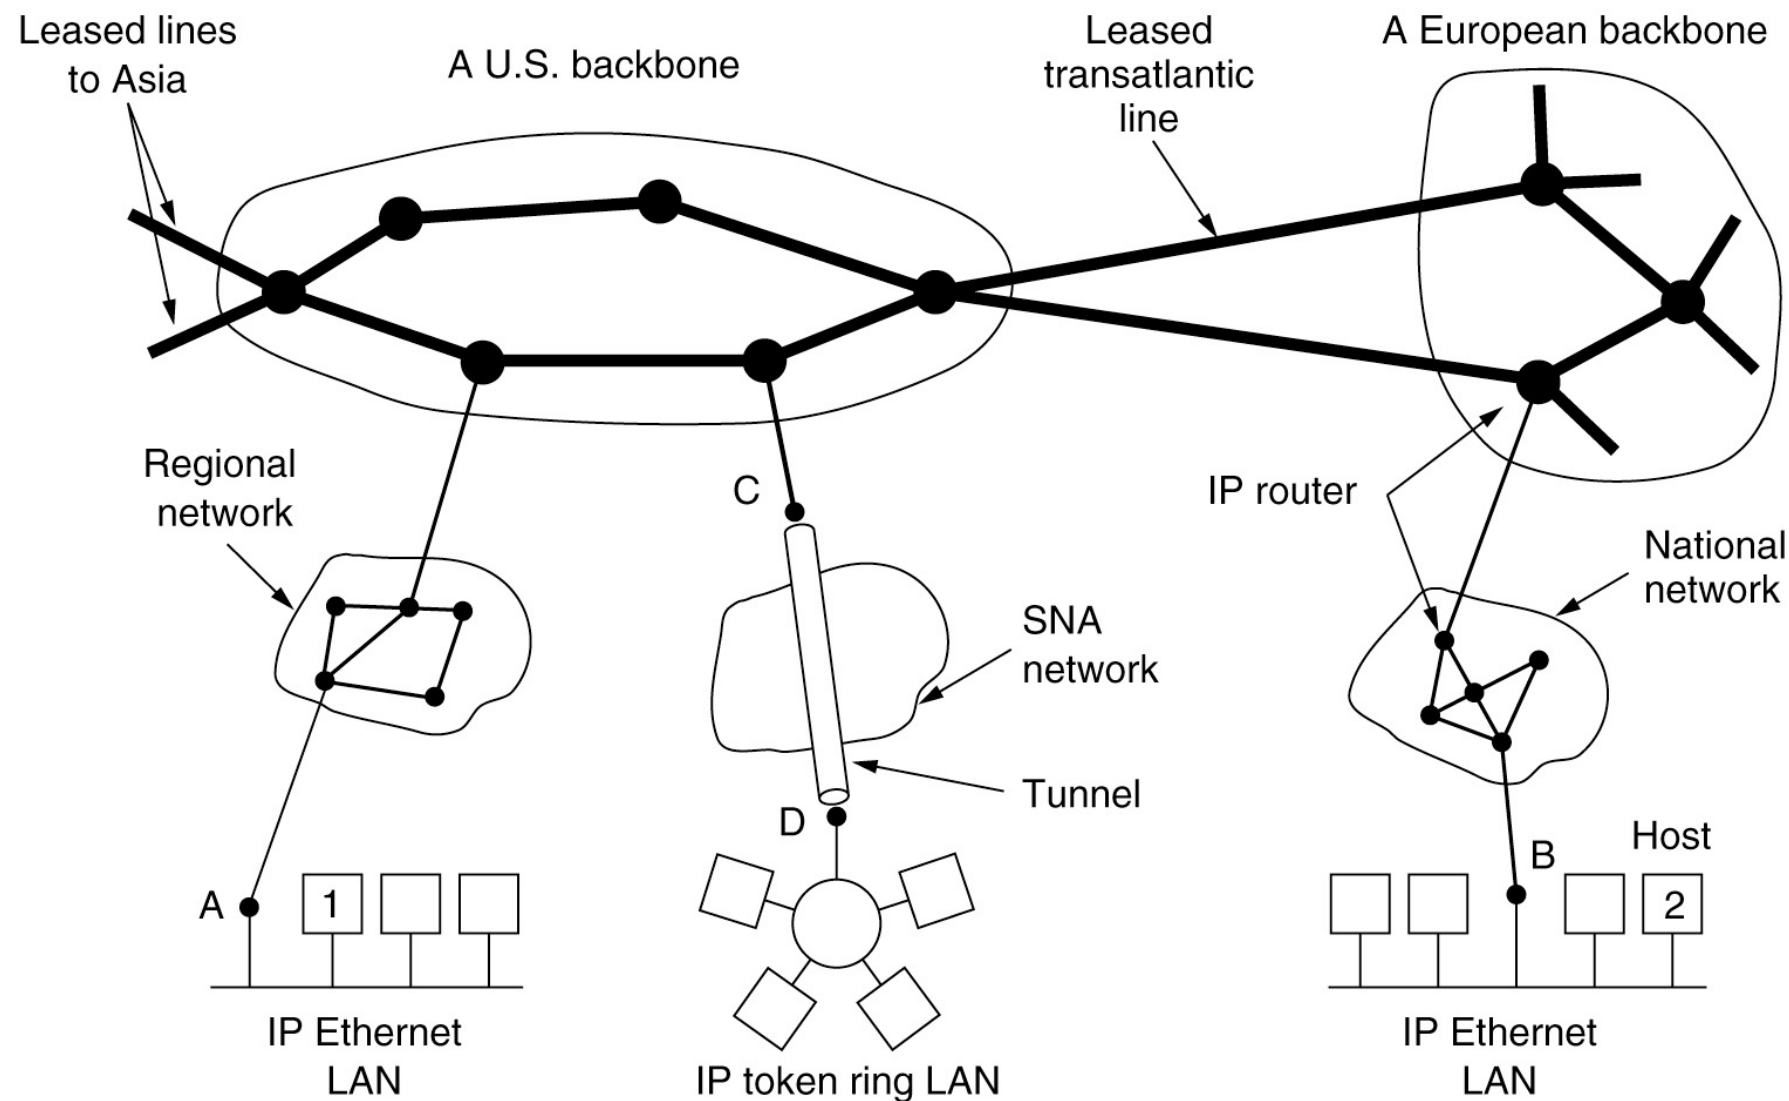 Leased lines
to Asia
A U.S. backbone
Leased
transatlantic
line
A European backbone
Regional
network
C
IP router
National
network
SNA
network
Tunnel
D
A
1
B
Host
2
IP Ethernet
LAN
IP token ring LAN
IP Ethernet
LAN